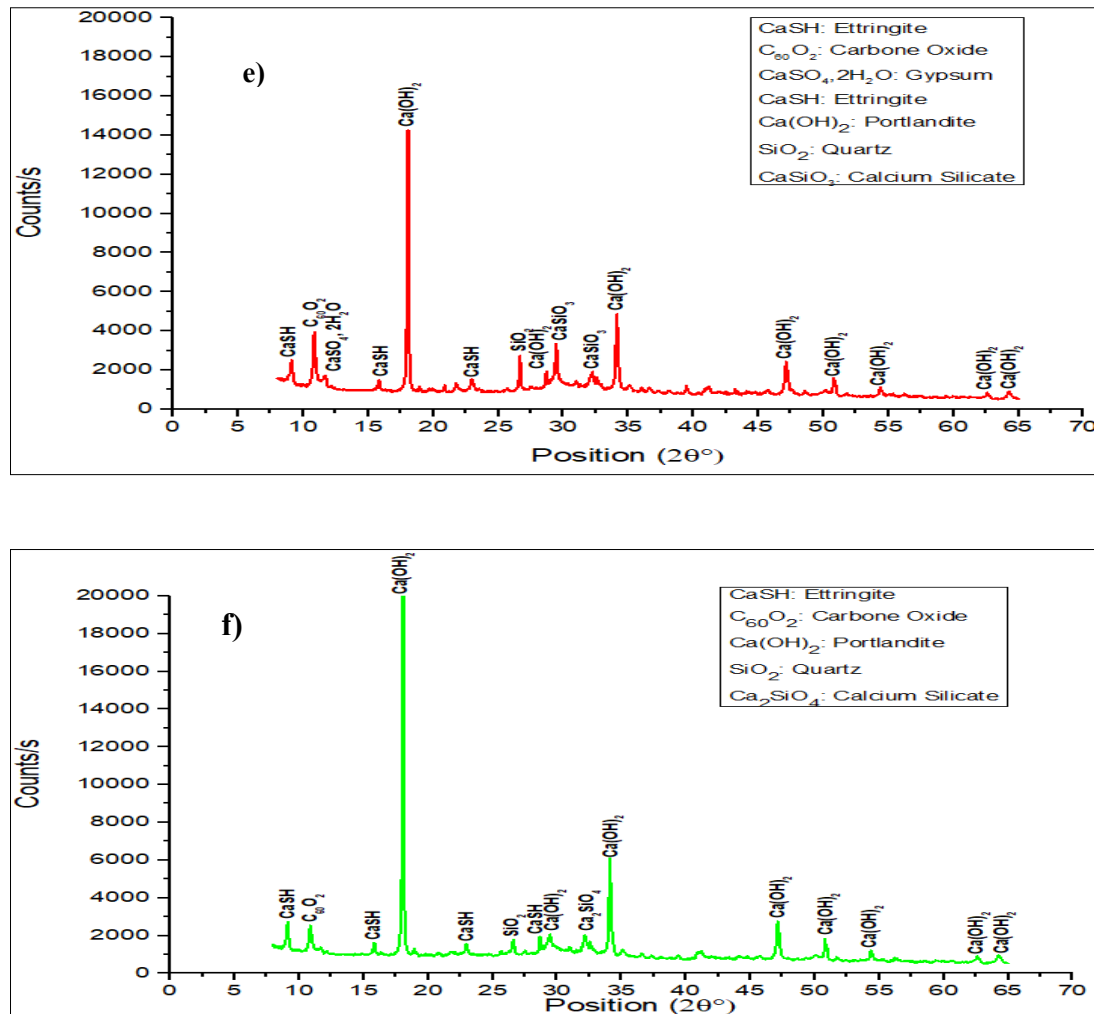 20000
18000
16000
14000
12000
10000
8000
6000
4000
2000
0
Counts/s
e)
CaSH: Ettringite
C₆₀O₂: Carbone Oxide
CaSO₄,2H₂O: Gypsum
CaSH: Ettringite
Ca(OH)₂: Portlandite
SiO₂: Quartz
CaSiO₃: Calcium Silicate
CaSH
C₆₀O₂
CaSO₄, 2H₂O
CaSH
Ca(OH)₂
CaSH
CaSiO₃
CaSiO₃
Ca(OH)₂
Ca(OH)₂
Ca(OH)₂
Ca(OH)₂
Ca(OH)₂
Ca(OH)₂
0 5 10 15 20 25 30 35 40 45 50 55 60 65 70
Position (2θ°)
20000
18000
16000
14000
12000
10000
8000
6000
4000
2000
0
Counts/s
f)
CaSH: Ettringite
C₆₀O₂: Carbone Oxide
Ca(OH)₂: Portlandite
SiO₂: Quartz
Ca₂SiO₄: Calcium Silicate
CaSH
C₆₀O₂
CaSH
Ca(OH)₂
CaSH
SiO₂
CaSH
Ca(OH)₂
Ca₂SiO₄
Ca(OH)₂
Ca(OH)₂
Ca(OH)₂
Ca(OH)₂
Ca(OH)₂
Ca(OH)₂
0 5 10 15 20 25 30 35 40 45 50 55 60 65 70
Position (2θ°)